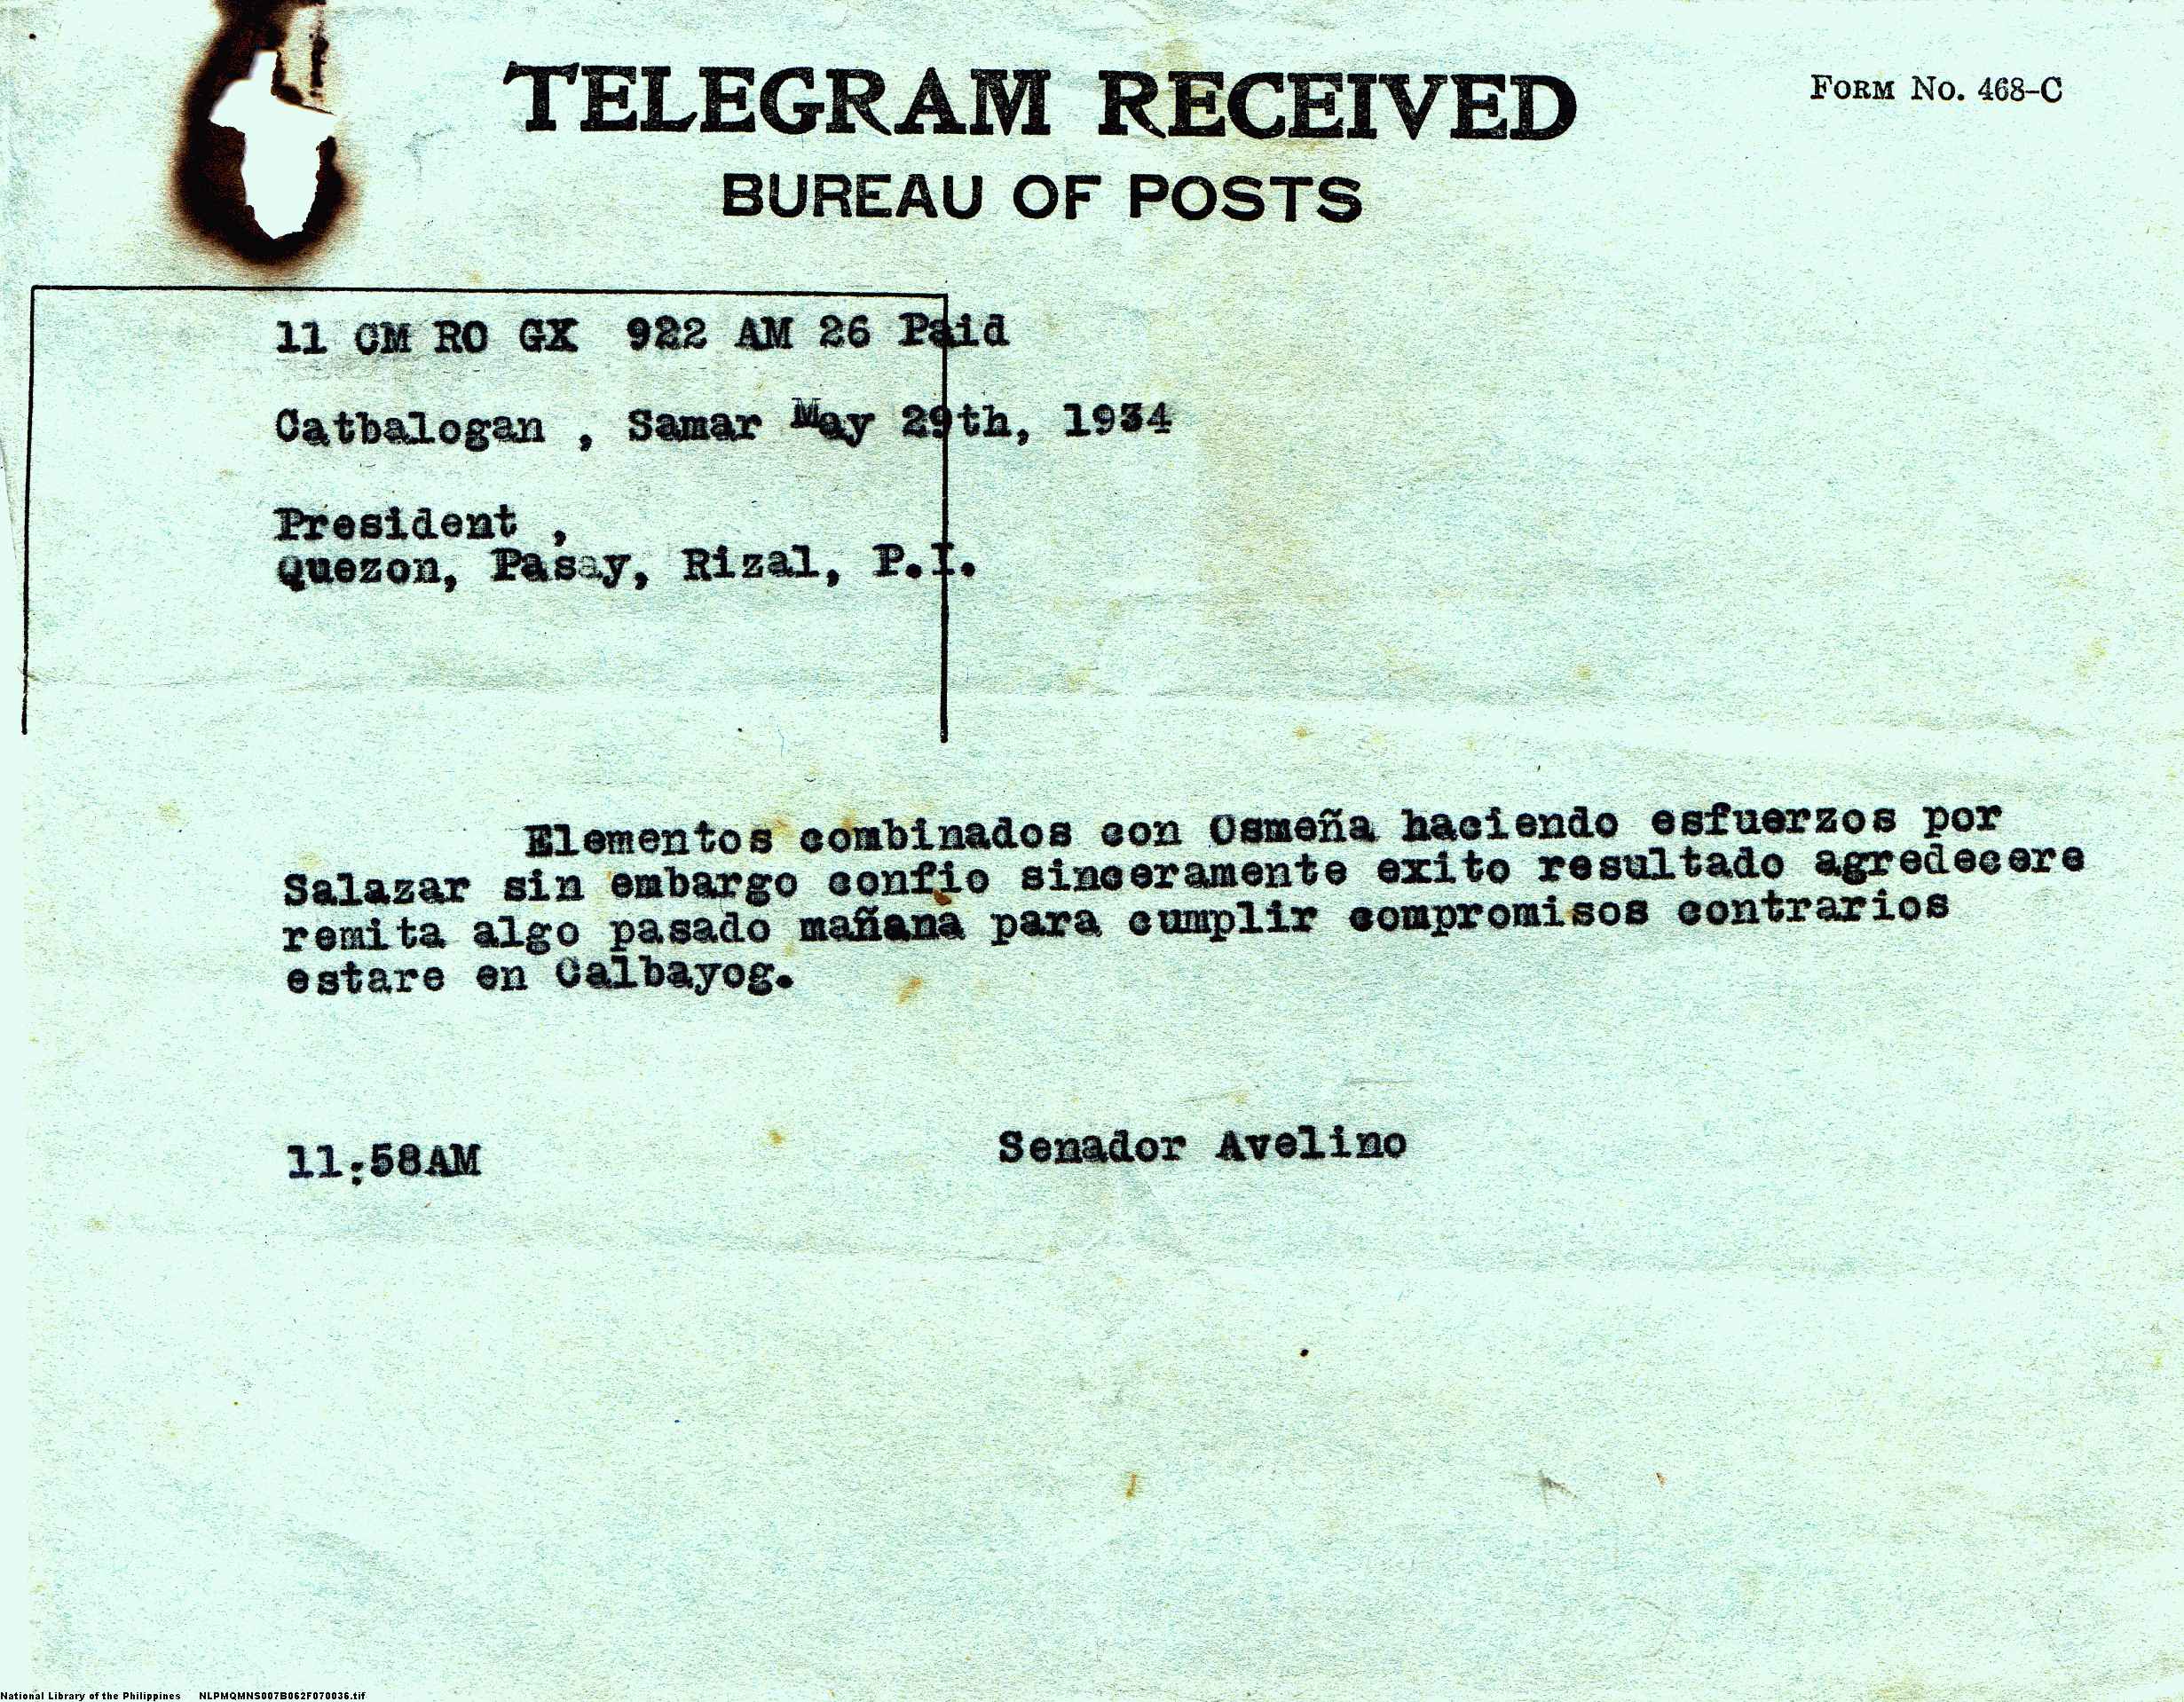 TELEGRAM RECEIVED
FORM No. 468-C
BUREAU OF POSTS
11 CM RO GX 922 AM 26 Paid
Catbalogan , Samar May 29th, 1934
President ,
Quezon, Pasay, Rizal, P.I.
Elementos combinados con Osmeña haciendo esfuerzos por
Salazar sin embargo confio sinceramente exito resultado agredecere
remita algo pasado mañana para cumplir compromisos contrarios
estare en Calbayog.
11:58AM
Senador Avelino
National Library of the Philippines NLPMQMNS007B062F070036.tif